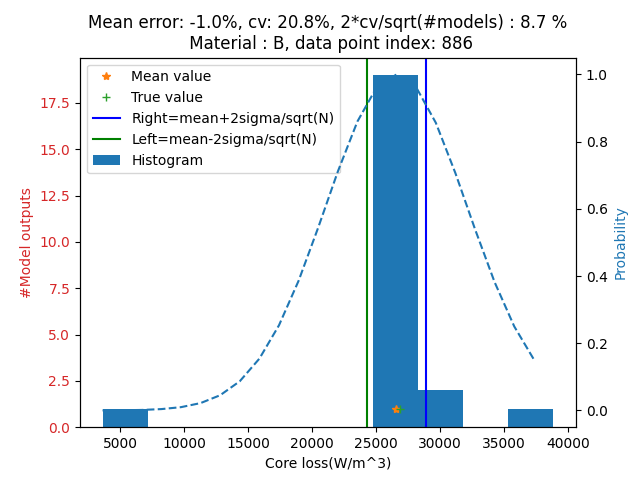 Mean error: -1.0%, cv: 20.8%, 2*cv/sqrt(#models) : 8.7 %
Material : B, data point index: 886
Mean value
True value
Right=mean+2sigma/sqrt(N)
Left=mean-2sigma/sqrt(N)
Histogram
#Model outputs
17.5
15.0
12.5
10.0
7.5
5.0
2.5
0.0
1.0
0.8
0.6
0.4
0.2
0.0
Probability
5000 10000 15000 20000 25000 30000 35000 40000
Core loss(W/m^3)